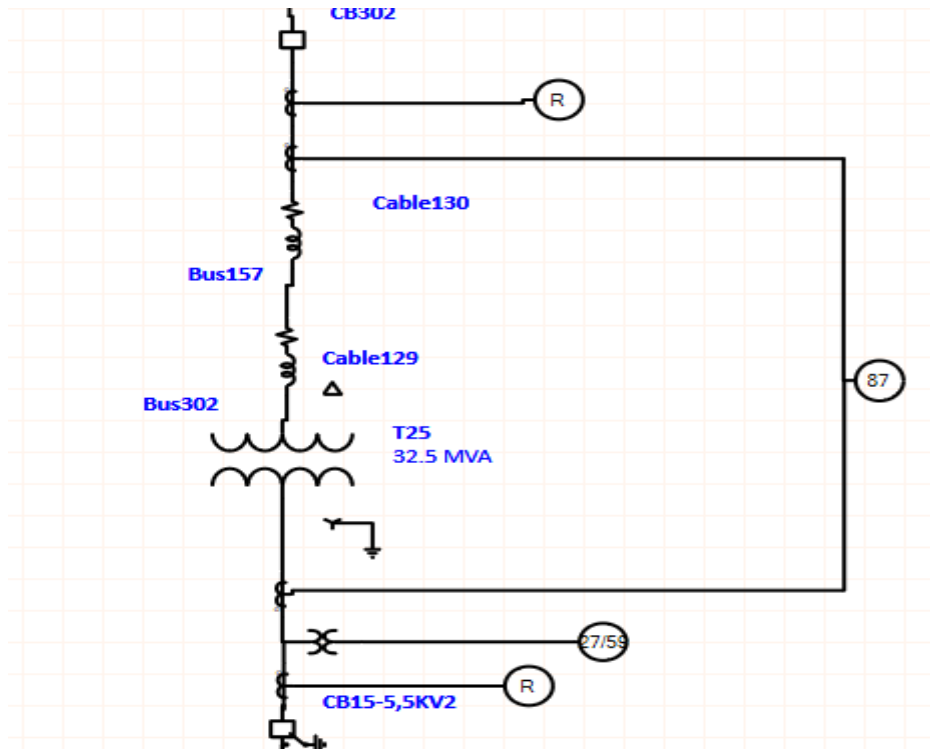 CB302
R
Cable130
Bus157
87
Cable129
Bus302
T25
32.5 MVA
27/59
R
CB15-5,5KV2